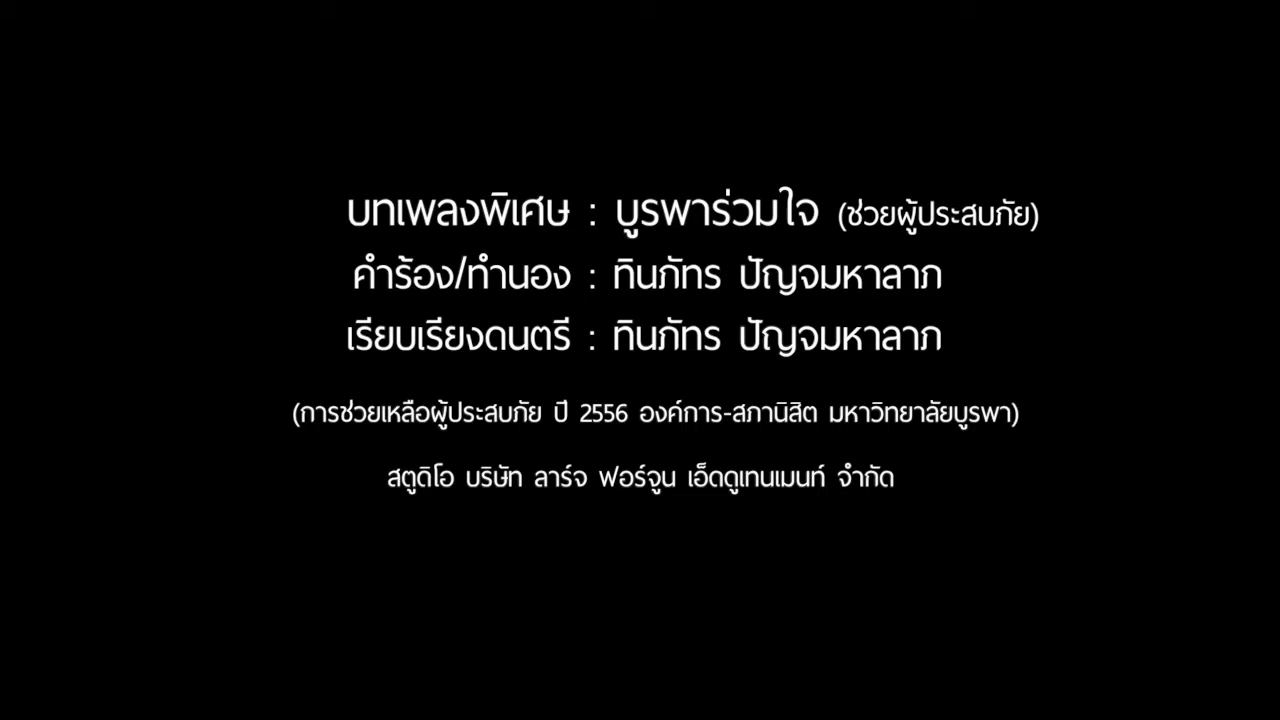 บทเพลงพิเศษ : บูรพาร่วมใจ (ช่วยผู้ประสบภัย)
คำร้อง/ทำนอง : ทินภัทร ปัญจมหาลาภ
เรียบเรียงดนตรี : ทินภัทร ปัญจมหาลาภ
(การช่วยเหลือผู้ประสบภัย ปี 2556 องค์การ-สภานิสิต มหาวิทยาลัยบูรพา)
สตูดิโอ บริษัท ลาร์จ ฟอร์จูน เอ็ดดูเทนเมนท์ จำกัด